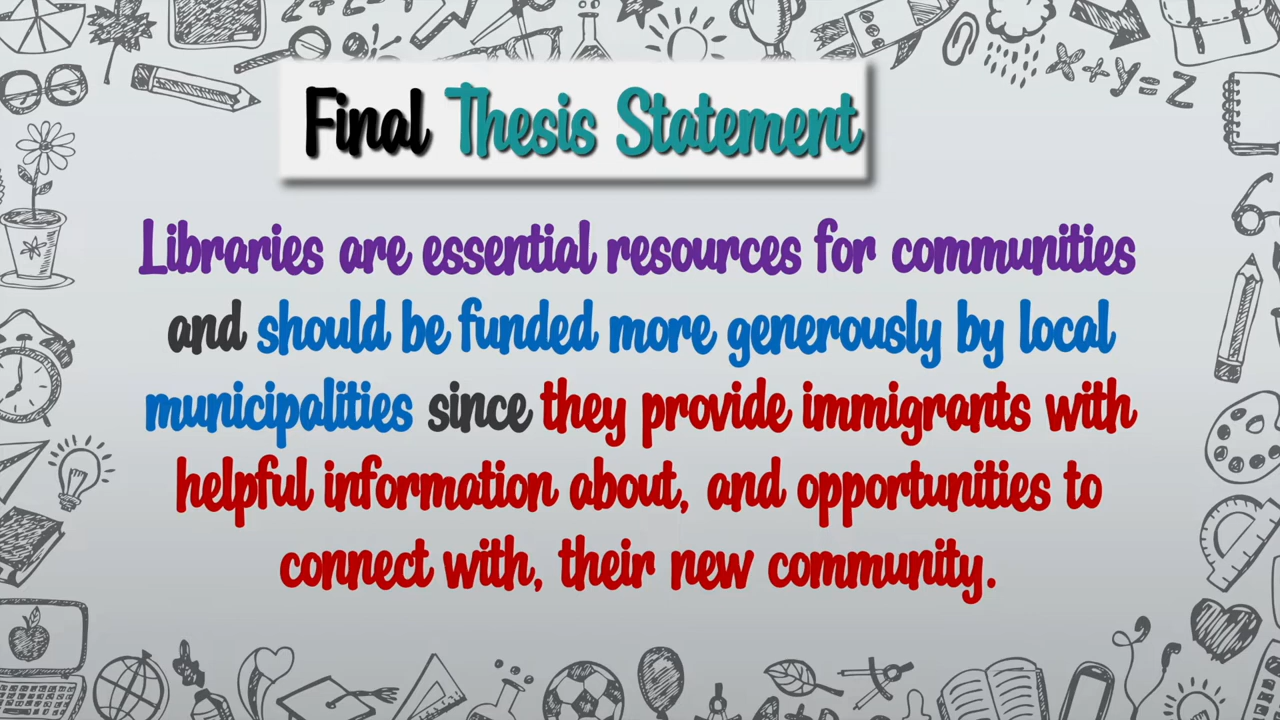 Final Thesis Statement
x+y=z
Libraries are essential resources for communities
and should be funded more generously by local
municipalities since they provide immigrants with
helpful information about, and opportunities to
connect with, their new community.